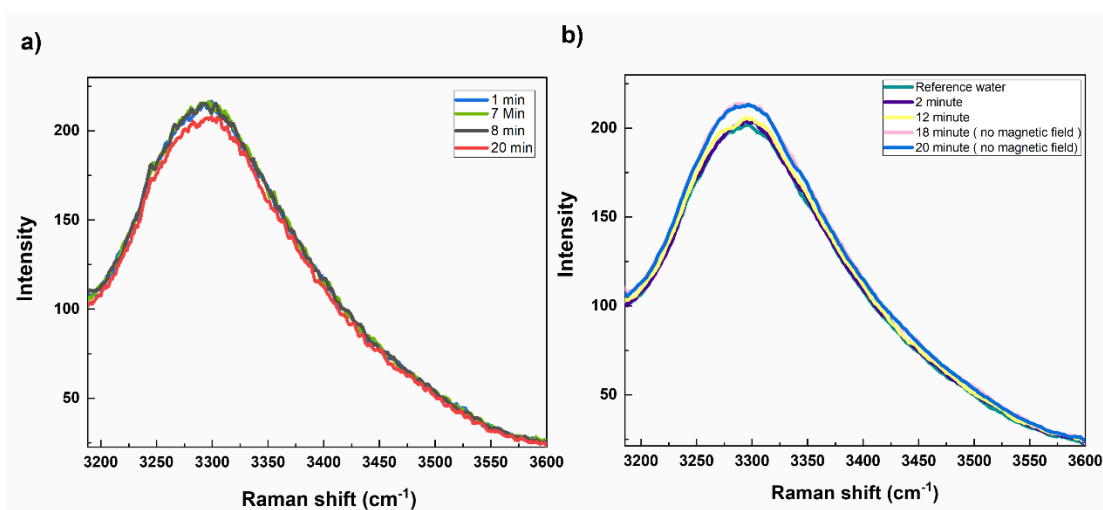 a)
1 min
7 Min
8 min
20 min
200
150
100
50
3200 3250 3300 3350 3400 3450 3500 3550 3600
Intensity
Raman shift (cm⁻¹)
b)
Reference water
2 minute
12 minute
18 minute ( no magnetic field )
20 minute ( no magnetic field)
200
150
100
50
3200 3250 3300 3350 3400 3450 3500 3550 3600
Intensity
Raman shift (cm⁻¹)